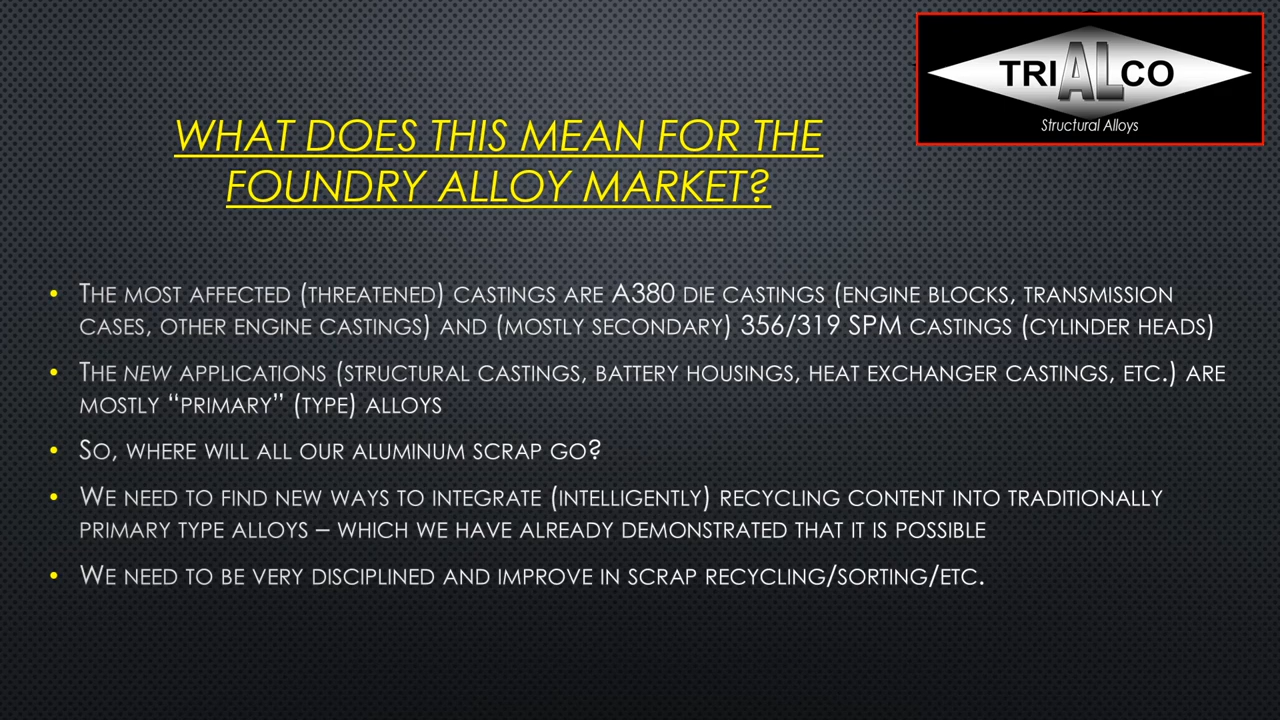 TRIALCO
Structural Alloys
WHAT DOES THIS MEAN FOR THE
FOUNDRY ALLOY MARKET?
• THE MOST AFFECTED (THREATENED) CASTINGS ARE A380 DIE CASTINGS (ENGINE BLOCKS, TRANSMISSION
CASES, OTHER ENGINE CASTINGS) AND (MOSTLY SECONDARY) 356/319 SPM CASTINGS (CYLINDER HEADS)
• THE NEW APPLICATIONS (STRUCTURAL CASTINGS, BATTERY HOUSINGS, HEAT EXCHANGER CASTINGS, ETC.) ARE
MOSTLY “PRIMARY” (TYPE) ALLOYS
• SO, WHERE WILL ALL OUR ALUMINUM SCRAP GO?
• WE NEED TO FIND NEW WAYS TO INTEGRATE (INTELLIGENTLY) RECYCLING CONTENT INTO TRADITIONALLY
PRIMARY TYPE ALLOYS – WHICH WE HAVE ALREADY DEMONSTRATED THAT IT IS POSSIBLE
• WE NEED TO BE VERY DISCIPLINED AND IMPROVE IN SCRAP RECYCLING/SORTING/ETC.